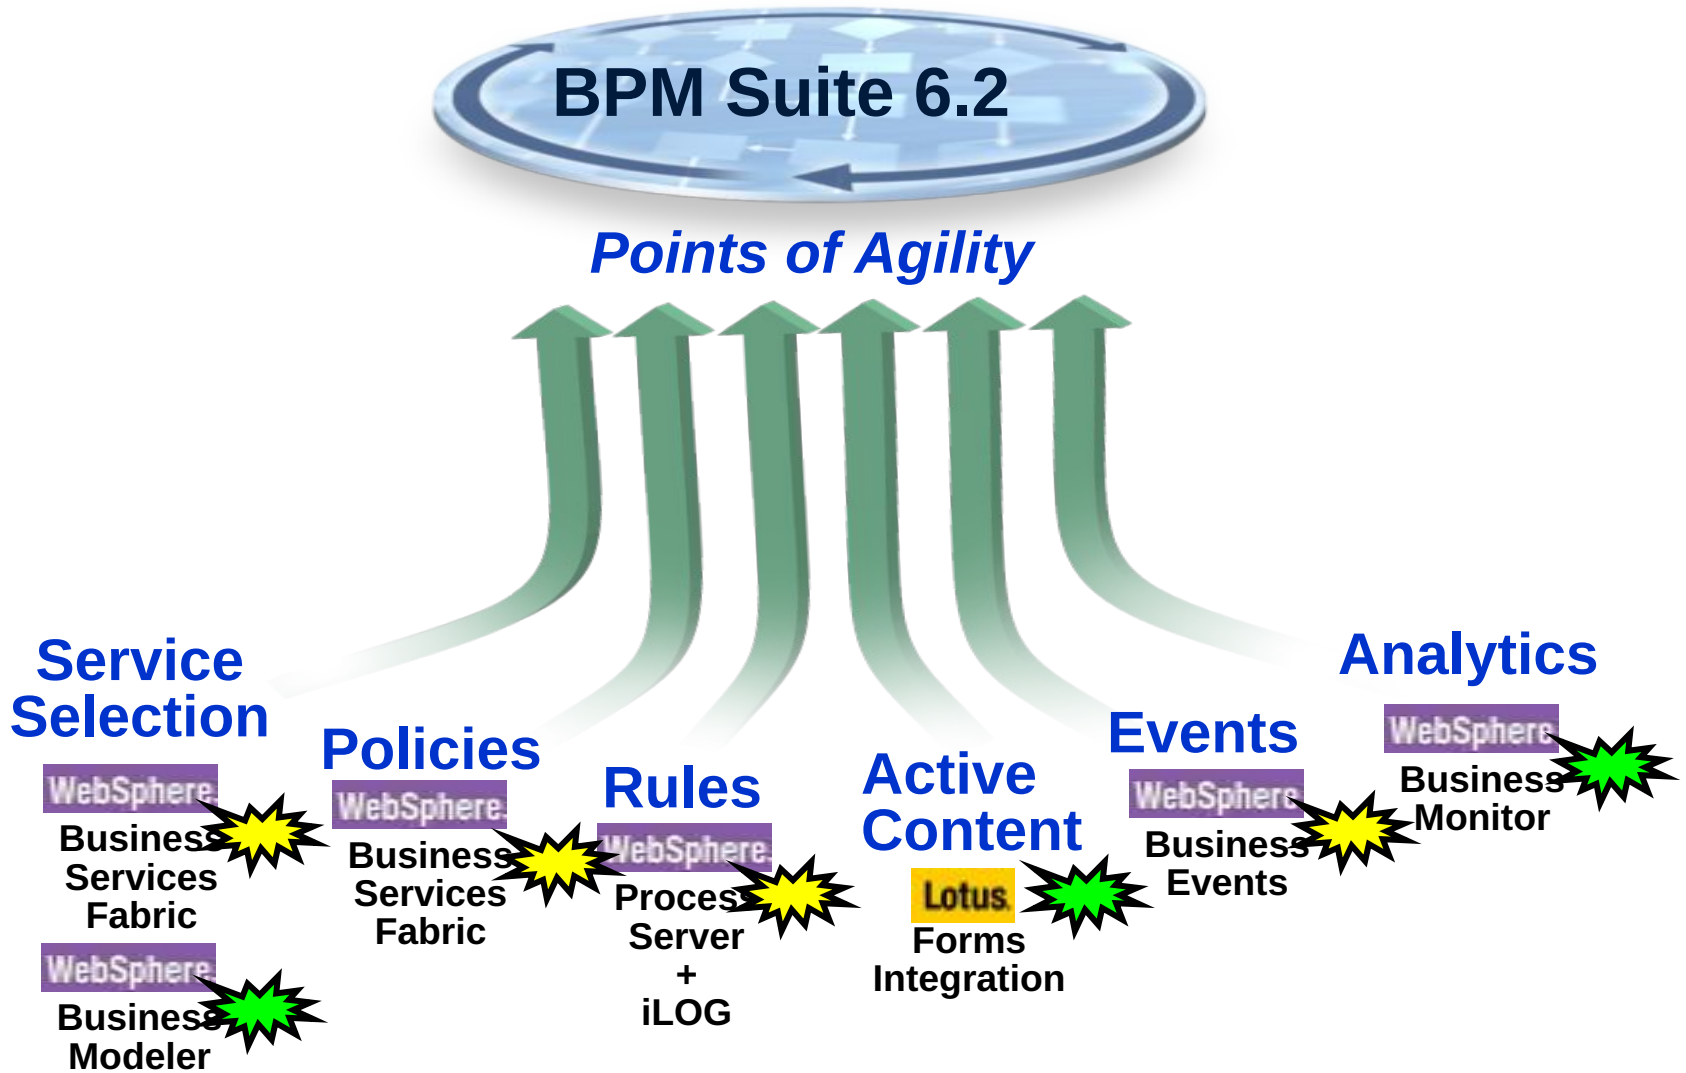 BPM Suite 6.2
Points of Agility
Service
Selection
WebSphere.
Business
Services
Fabric
WebSphere.
Business
Modeler
Policies
WebSphere.
Business
Services
Fabric
Rules
WebSphere.
Process
Server
+
iLOG
Active
Content
Lotus.
Forms
Integration
Events
WebSphere
Business
Events
Analytics
WebSphere
Business
Monitor